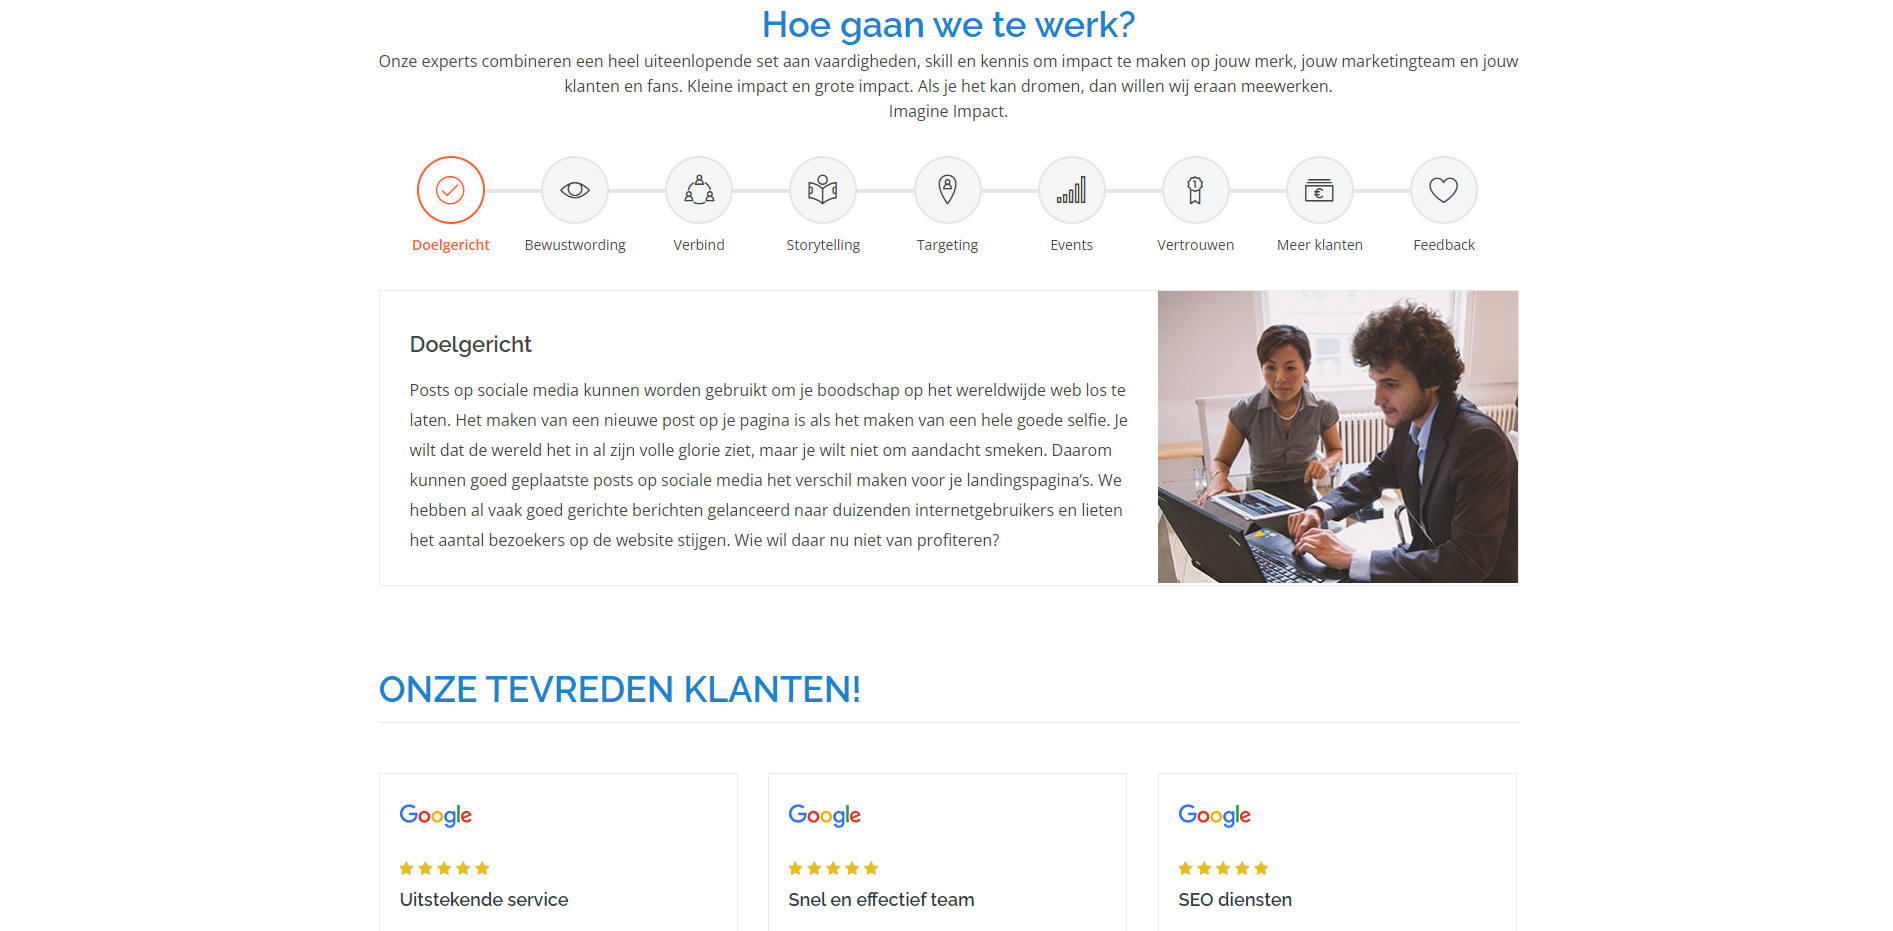 Hoe gaan we te werk?
Onze experts combineren een heel uiteenlopende set aan vaardigheden, skill en kennis om impact te maken op jouw merk, jouw marketingteam en jouw
klanten en fans. Kleine impact en grote impact. Als je het kan dromen, dan willen wij eraan meewerken.
Imagine Impact.
Doelgericht
Bewustwording
Verbind
Storytelling
Targeting
Events
Vertrouwen
Meer klanten
Feedback
Doelgericht
Posts op sociale media kunnen worden gebruikt om je boodschap op het wereldwijde web los te
laten. Het maken van een nieuwe post op je pagina is als het maken van een hele goede selfie. Je
wilt dat de wereld het in al zijn volle glorie ziet, maar je wilt niet om aandacht smeken. Daarom
kunnen goed geplaatste posts op sociale media het verschil maken voor je landingspagina’s. We
hebben al vaak goed gerichte berichten gelanceerd naar duizenden internetgebruikers en lieten
het aantal bezoekers op de website stijgen. Wie wil daar nu niet van profiteren?
ONZE TEVREDEN KLANTEN!
Google
Uitstekende service
Google
Snel en effectief team
Google
SEO diensten